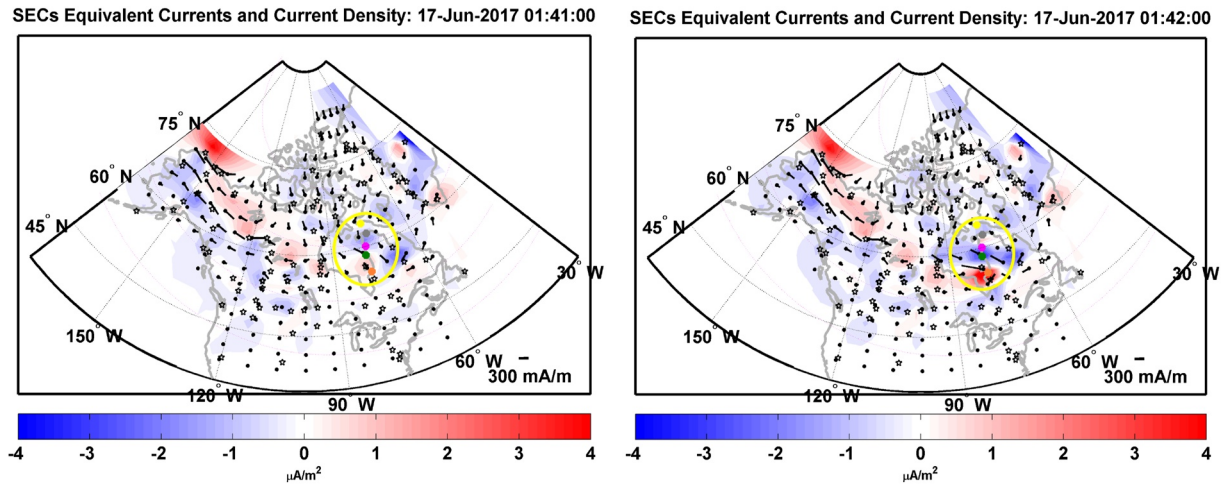 SECs Equivalent Currents and Current Density: 17-Jun-2017 01:41:00
75° N
60° N
45° N
150° W
120° W
90° W
60° W
30° W
300 mA/m
-4 -3 -2 -1 0 1 2 3 4
μA/m²
SECs Equivalent Currents and Current Density: 17-Jun-2017 01:42:00
75° N
60° N
45° N
150° W
120° W
90° W
60° W
30° W
300 mA/m
-4 -3 -2 -1 0 1 2 3 4
μA/m²